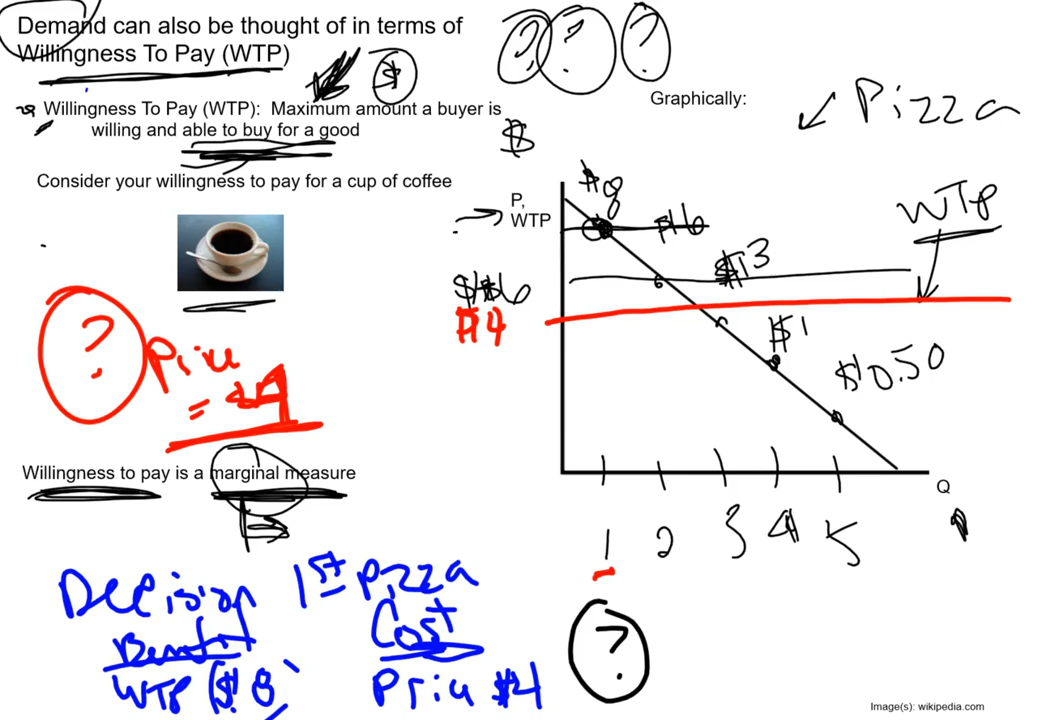 Demand can also be thought of in terms of
Willingness To Pay (WTP)
$
Willingness To Pay (WTP): Maximum amount a buyer is
willing and able to buy for a good
Consider your willingness to pay for a cup of coffee
?
Price
= $4
Willingness to pay is a marginal measure
Decision 1st Pizza
Benefit Cost
WTP ($8 Price $4
? ? ?
Graphically:
Pizza
$
P,
WTP
$8
$6
$3
WTP
$6
$4
$1
$0.50
Q
1 2 3 4 5
?
Image(s): wikipedia.com